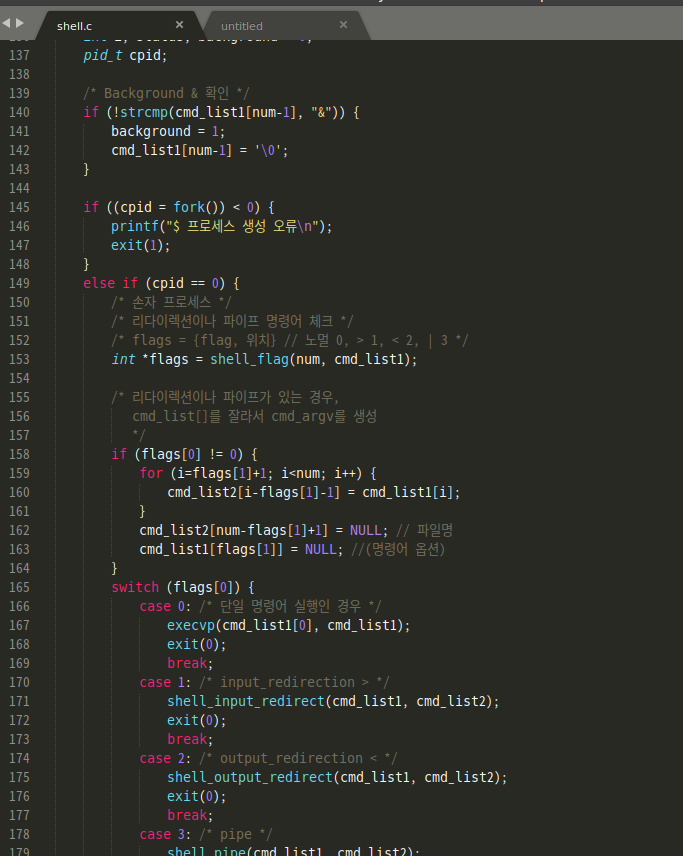 shell.c × untitled ×
137 pid_t cpid;
138
139 /* Background & 확인 */
140 if (!strcmp(cmd_list1[num-1], "&")) {
141 background = 1;
142 cmd_list1[num-1] = '\0';
143 }
144
145 if ((cpid = fork()) < 0) {
146 printf("$ 프로세스 생성 오류\n");
147 exit(1);
148 }
149 else if (cpid == 0) {
150 /* 손자 프로세스 */
151 /* 리다이렉션이나 파이프 명령어 체크 */
152 /* flags = {flag, 위치} // 노멀 0, > 1, < 2, | 3 */
153 int *flags = shell_flag(num, cmd_list1);
154
155 /* 리다이렉션이나 파이프가 있는 경우,
156 cmd_list[]를 잘라서 cmd_argv를 생성
157 */
158 if (flags[0] != 0) {
159 for (i=flags[1]+1; i<num; i++) {
160 cmd_list2[i-flags[1]-1] = cmd_list1[i];
161 }
162 cmd_list2[num-flags[1]+1] = NULL; // 파일명
163 cmd_list1[flags[1]] = NULL; //(명령어 옵션)
164 }
165 switch (flags[0]) {
166 case 0: /* 단일 명령어 실행인 경우 */
167 execvp(cmd_list1[0], cmd_list1);
168 exit(0);
169 break;
170 case 1: /* input_redirection > */
171 shell_input_redirect(cmd_list1, cmd_list2);
172 exit(0);
173 break;
174 case 2: /* output_redirection < */
175 shell_output_redirect(cmd_list1, cmd_list2);
176 exit(0);
177 break;
178 case 3: /* pipe */
179 shell_pipe(cmd_list1, cmd_list2);